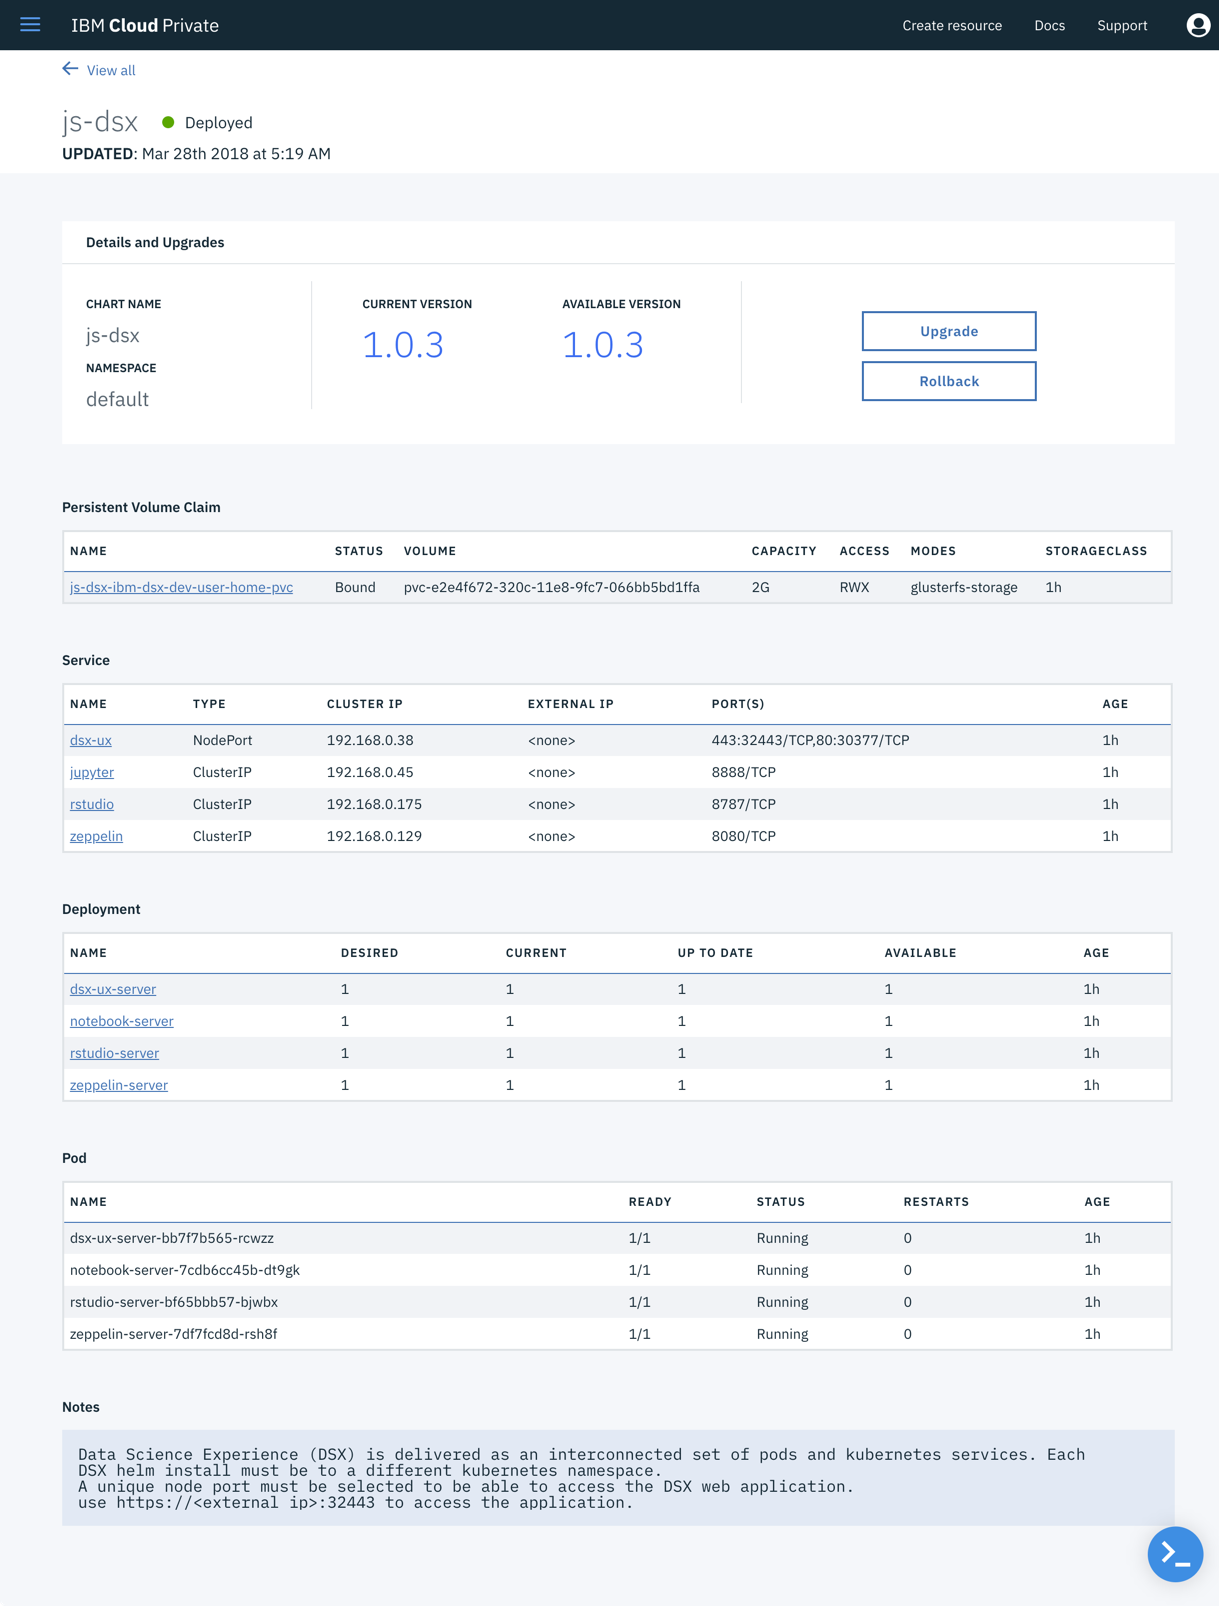 IBM Cloud Private Create resource Docs Support
View all
js-dsx Deployed
UPDATED: Mar 28th 2018 at 5:19 AM
Details and Upgrades
CHART NAME CURRENT VERSION AVAILABLE VERSION
js-dsx 1.0.3 1.0.3 Upgrade
NAMESPACE Rollback
default
Persistent Volume Claim
NAME STATUS VOLUME CAPACITY ACCESS MODES STORAGECLASS
js-dsx-ibm-dsx-dev-user-home-pvc Bound pvc-e2e4f672-320c-11e8-9fc7-066bb5bd1ffa 2G RWX glusterfs-storage 1h
Service
NAME TYPE CLUSTER IP EXTERNAL IP PORT(S) AGE
dsx-ux NodePort 192.168.0.38 <none> 443:32443/TCP,80:30377/TCP 1h
jupyter ClusterIP 192.168.0.45 <none> 8888/TCP 1h
rstudio ClusterIP 192.168.0.175 <none> 8787/TCP 1h
zeppelin ClusterIP 192.168.0.129 <none> 8080/TCP 1h
Deployment
NAME DESIRED CURRENT UP TO DATE AVAILABLE AGE
dsx-ux-server 1 1 1 1 1h
notebook-server 1 1 1 1 1h
rstudio-server 1 1 1 1 1h
zeppelin-server 1 1 1 1 1h
Pod
NAME READY STATUS RESTARTS AGE
dsx-ux-server-bb7f7b565-rcwzz 1/1 Running 0 1h
notebook-server-7cdb6cc45b-dt9gk 1/1 Running 0 1h
rstudio-server-bf65bbb57-bjwbx 1/1 Running 0 1h
zeppelin-server-7df7fcd8d-rsh8f 1/1 Running 0 1h
Notes
Data Science Experience (DSX) is delivered as an interconnected set of pods and kubernetes services. Each
DSX helm install must be to a different kubernetes namespace.
A unique node port must be selected to be able to access the DSX web application.
use https://<external ip>:32443 to access the application.